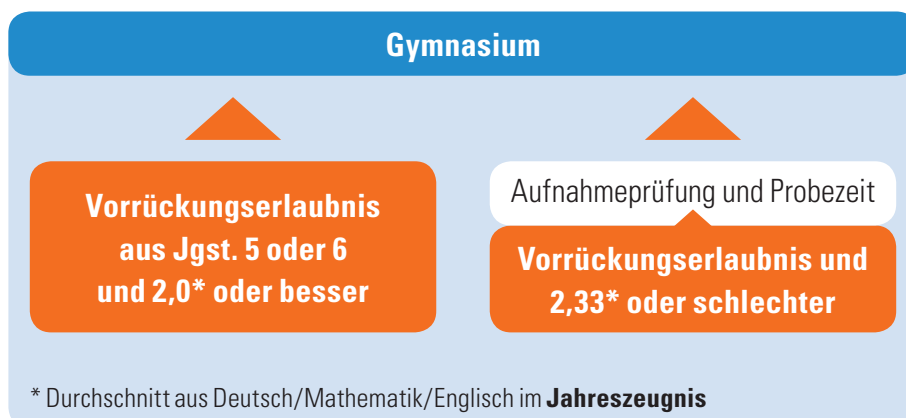 Gymnasium
Vorrückungserlaubnis
aus Jgst. 5 oder 6
und 2,0* oder besser
Aufnahmeprüfung und Probezeit
Vorrückungserlaubnis und
2,33* oder schlechter
* Durchschnitt aus Deutsch/Mathematik/Englisch im Jahreszeugnis